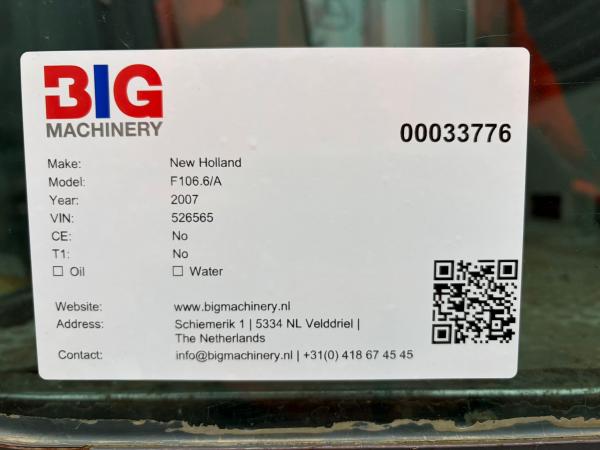 BIG
MACHINERY
00033776
Make: New Holland
Model: F106.6/A
Year: 2007
VIN: 526565
CE: No
T1: No
☐ Oil ☐ Water
Website: www.bigmachinery.nl
Address: Schiemerik 1 | 5334 NL Velddriel |
The Netherlands
Contact: info@bigmachinery.nl | +31(0) 418 67 45 45